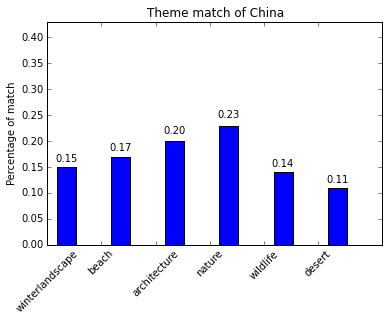 Theme match of China
Percentage of match
0.40
0.35
0.30
0.25
0.20
0.15
0.10
0.05
0.00
0.15
0.17
0.20
0.23
0.14
0.11
winterlandscape
beach
architecture
nature
wildlife
desert